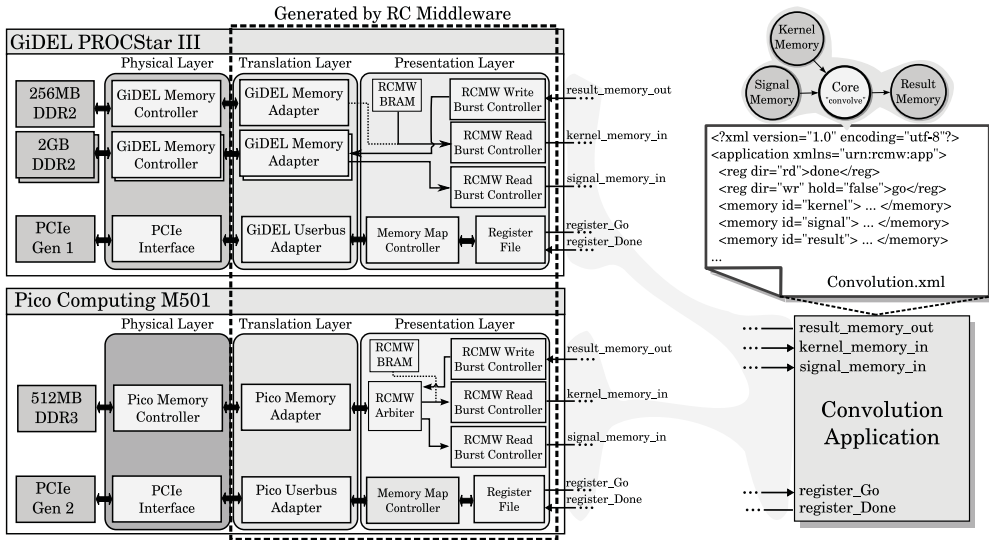 Generated by RC Middleware
GiDEL PROCStar III
Physical Layer
Translation Layer
Presentation Layer
256MB
DDR2
GiDEL Memory
Controller
GiDEL Memory
Adapter
RCMW
BRAM
RCMW Write
Burst Controller
result_memory_out
2GB
DDR2
GiDEL Memory
Controller
GiDEL Memory
Adapter
RCMW Read
Burst Controller
kernel_memory_in
RCMW Read
Burst Controller
signal_memory_in
PCIe
Gen 1
PCIe
Interface
GiDEL Userbus
Adapter
Memory Map
Controller
Register
File
register_Go
register_Done
Pico Computing M501
Physical Layer
Translation Layer
Presentation Layer
512MB
DDR3
Pico Memory
Controller
Pico Memory
Adapter
RCMW
BRAM
RCMW
Arbiter
RCMW Write
Burst Controller
result_memory_out
RCMW Read
Burst Controller
kernel_memory_in
RCMW Read
Burst Controller
signal_memory_in
PCIe
Gen 2
PCIe
Interface
Pico Userbus
Adapter
Memory Map
Controller
Register
File
register_Go
register_Done
Kernel
Memory
Signal
Memory
Core
"convolve"
Result
Memory
<?xml version="1.0" encoding="utf-8"?>
<application xmlns="urn:rcmw:app">
<reg dir="rd">done</reg>
<reg dir="wr" hold="false">go</reg>
<memory id="kernel"> ... </memory>
<memory id="signal"> ... </memory>
<memory id="result"> ... </memory>
...
Convolution.xml
result_memory_out
kernel_memory_in
signal_memory_in
Convolution
Application
register_Go
register_Done